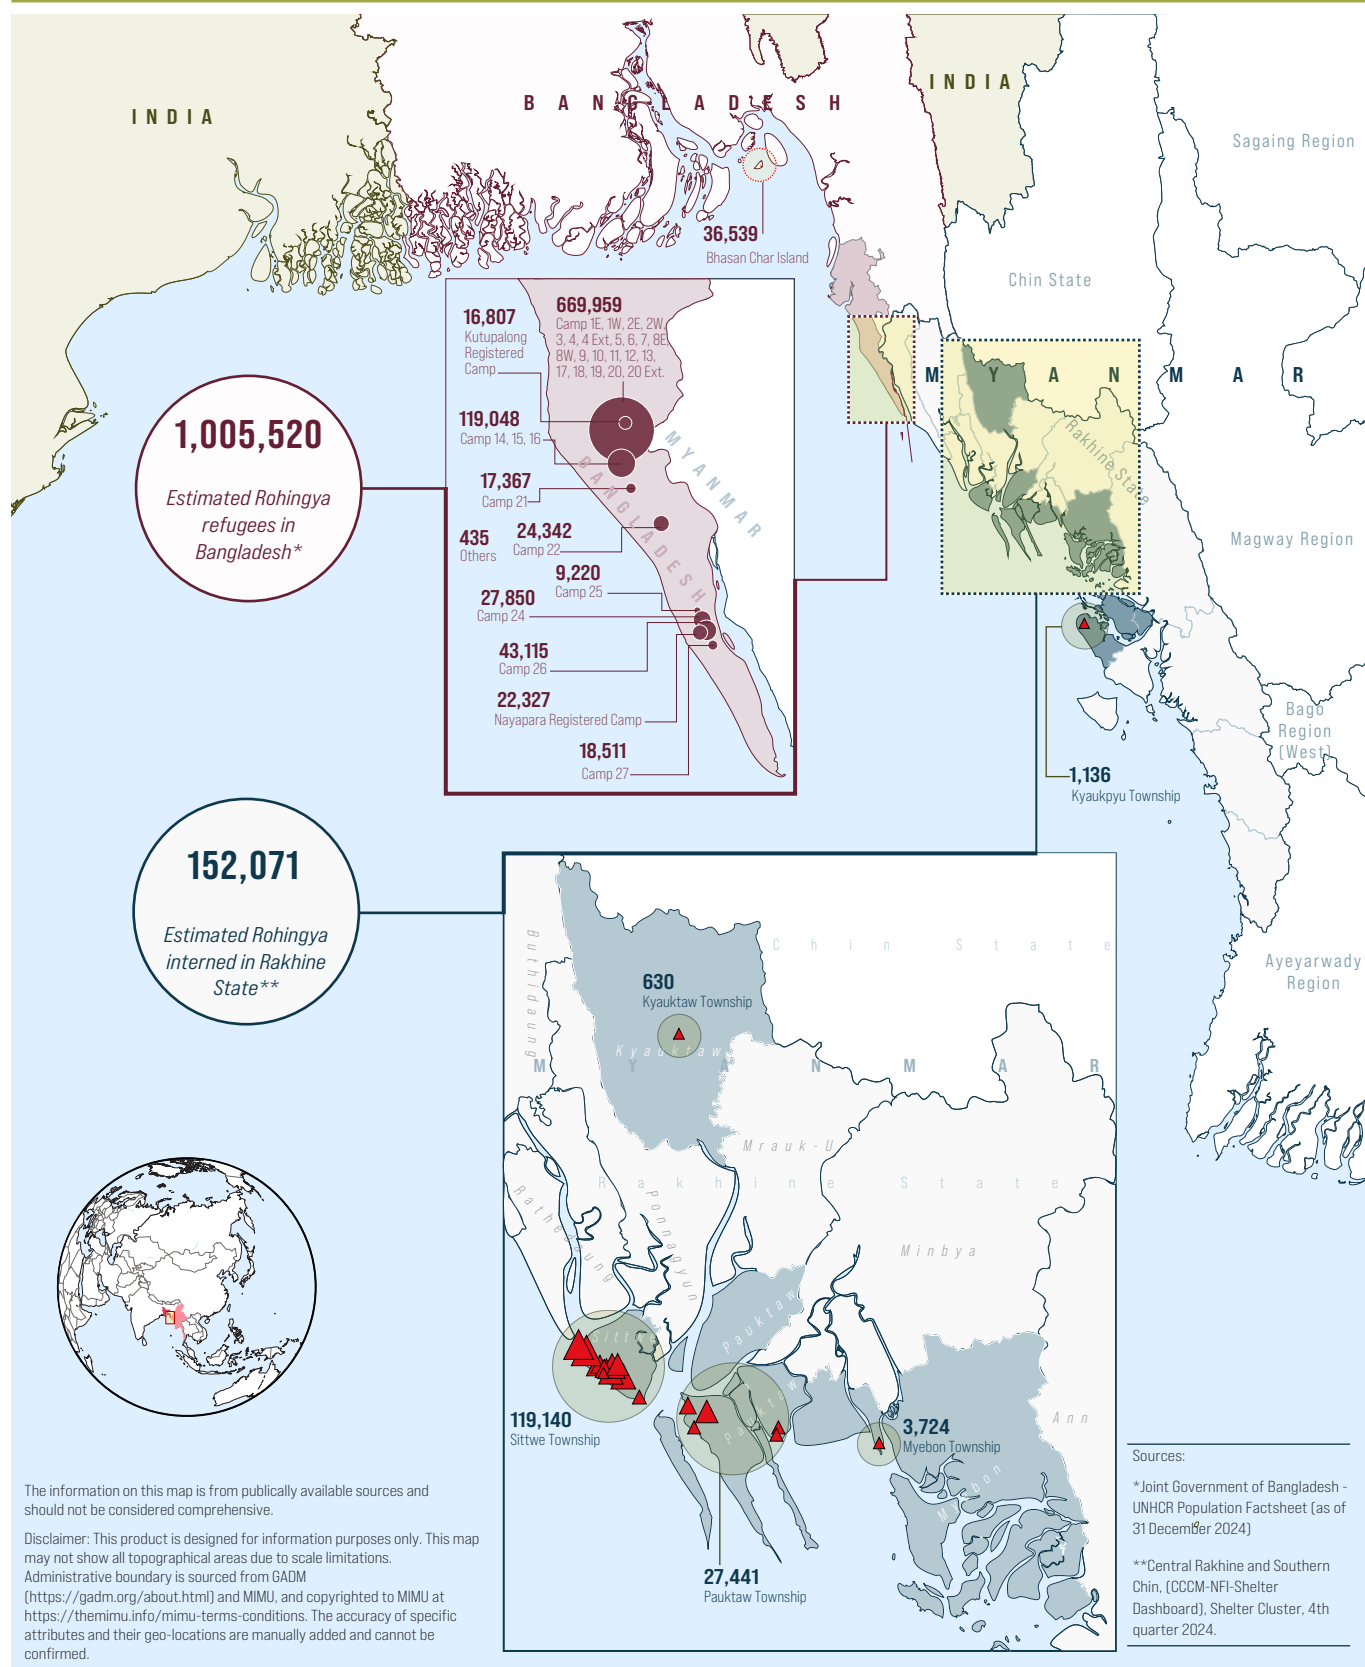 INDIA
BANGLADESH
INDIA
Sagaing Region
36,539
Bhasan Char Island
Chin State
16,807
Kutupalong
Registered
Camp
669,959
Camp 1E, 1W, 2E, 2W,
3, 4, 4 Ext, 5, 6, 7, 8E,
8W, 9, 10, 11, 12, 13,
17, 18, 19, 20, 20 Ext.
MYANMAR
Rakhine State
1,005,520
Estimated Rohingya
refugees in
Bangladesh*
119,048
Camp 14, 15, 16
MYANMAR
BANGLADESH
17,367
Camp 21
435
Others
24,342
Camp 22
9,220
Camp 25
27,850
Camp 24
43,115
Camp 26
22,327
Nayapara Registered Camp
18,511
Camp 27
Magway Region
Bago
Region
(West)
1,136
Kyaukpyu Township
152,071
Estimated Rohingya
interned in Rakhine
State**
Ayeyarwady
Region
Buthidaung
Chin State
630
Kyauktaw Township
Kyauktaw
MYANMAR
Mrauk-U
Rakhine State
Rathedaung
Ponnagyun
Minbya
Pauktaw
Sittwe
Pauktaw
Ann
119,140
Sittwe Township
3,724
Myebon Township
Myebon
27,441
Pauktaw Township
The information on this map is from publically available sources and
should not be considered comprehensive.
Disclaimer: This product is designed for information purposes only. This map
may not show all topographical areas due to scale limitations.
Administrative boundary is sourced from GADM
(https://gadm.org/about.html) and MIMU, and copyrighted to MIMU at
https://themimu.info/mimu-terms-conditions. The accuracy of specific
attributes and their geo-locations are manually added and cannot be
confirmed.
Sources:
*Joint Government of Bangladesh -
UNHCR Population Factsheet (as of
31 December 2024)
**Central Rakhine and Southern
Chin, (CCCM-NFI-Shelter
Dashboard), Shelter Cluster, 4th
quarter 2024.